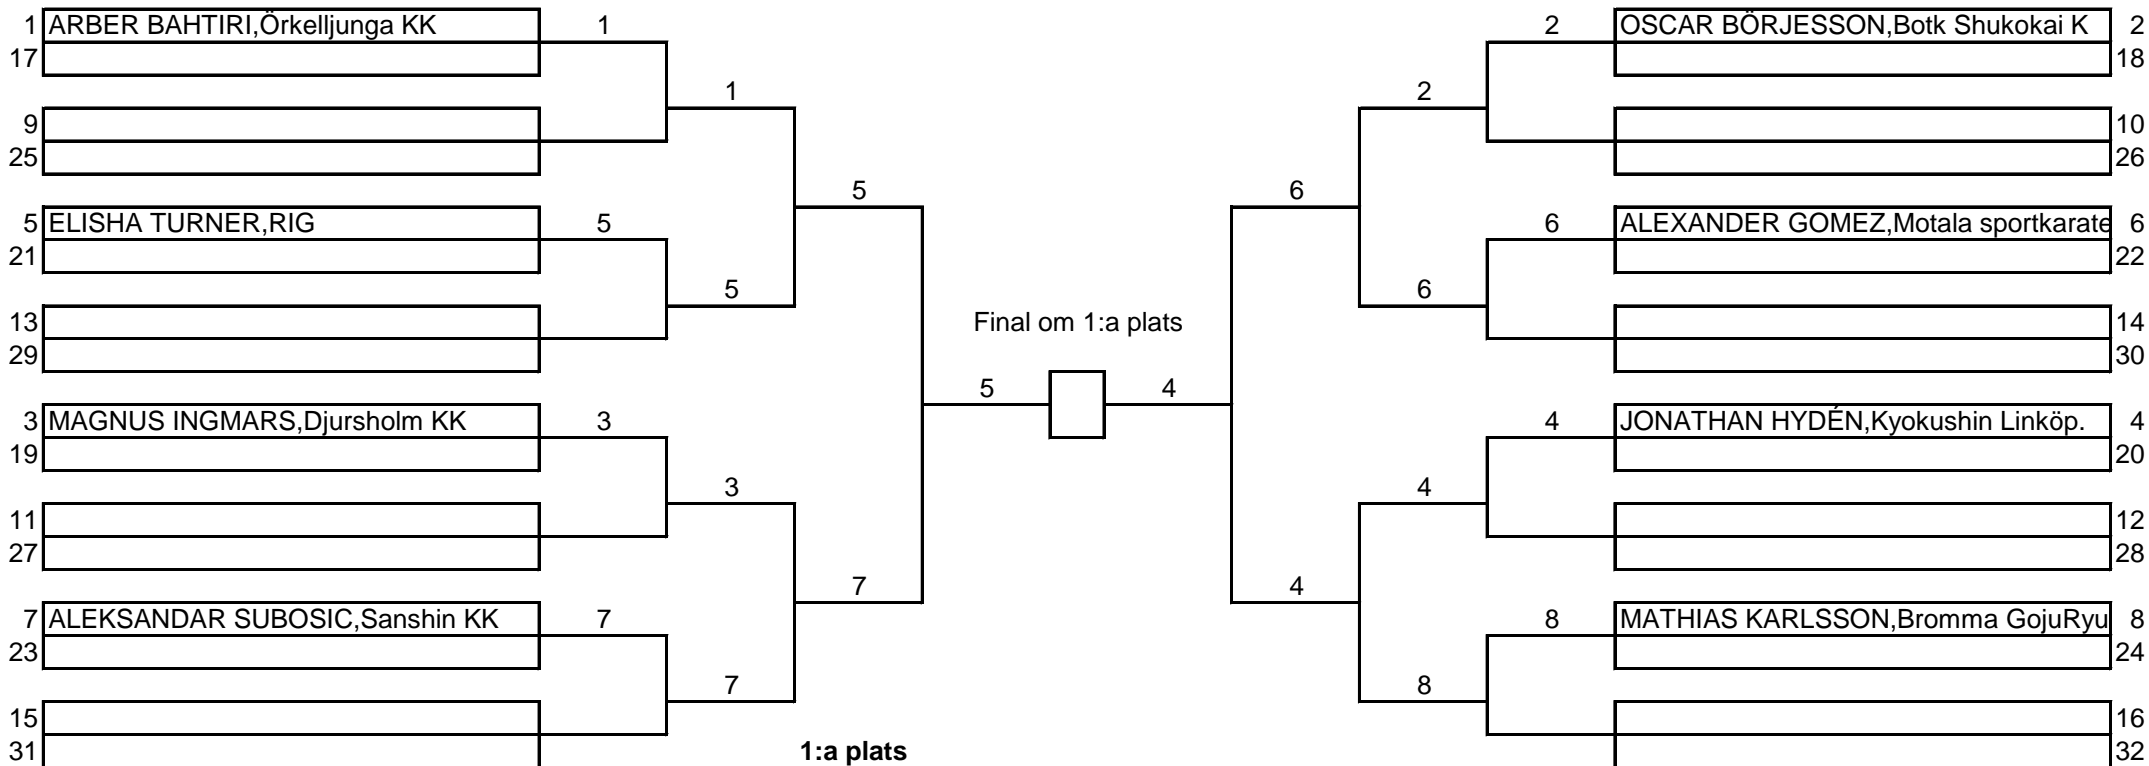 1 ARBER BAHTIRI,Örkelljunga KK 1 2 OSCAR BÖRJESSON,Botk Shukokai K 2
17 18
1 2
9 10
25 26
5 6
5 ELISHA TURNER,RIG 5 6 ALEXANDER GOMEZ,Motala sportkarate 6
21 22
5 6
13 Final om 1:a plats 14
29 30
5 4
3 MAGNUS INGMARS,Djursholm KK 3 4 JONATHAN HYDÉN,Kyokushin Linköp. 4
19 20
3 4
11 12
27 28
7 4
7 ALEKSANDAR SUBOSIC,Sanshin KK 7 8 MATHIAS KARLSSON,Bromma GojuRyu 8
23 24
7 8
15 16
31 1:a plats 32